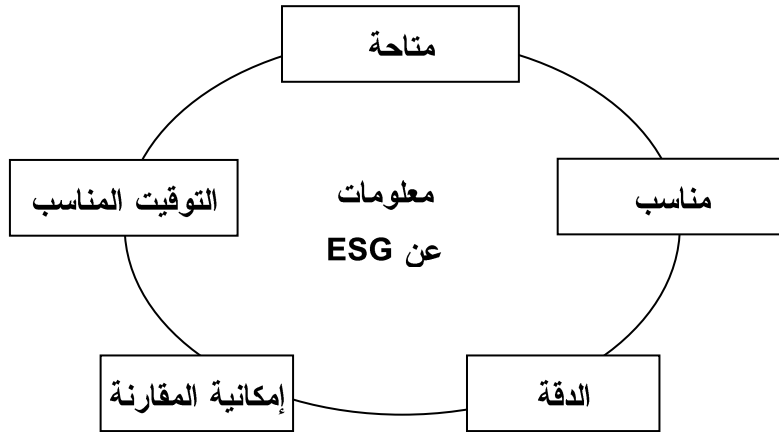 متاحة
مناسب
التوقيت المناسب
معلومات
عن ESG
الدقة
إمكانية المقارنة